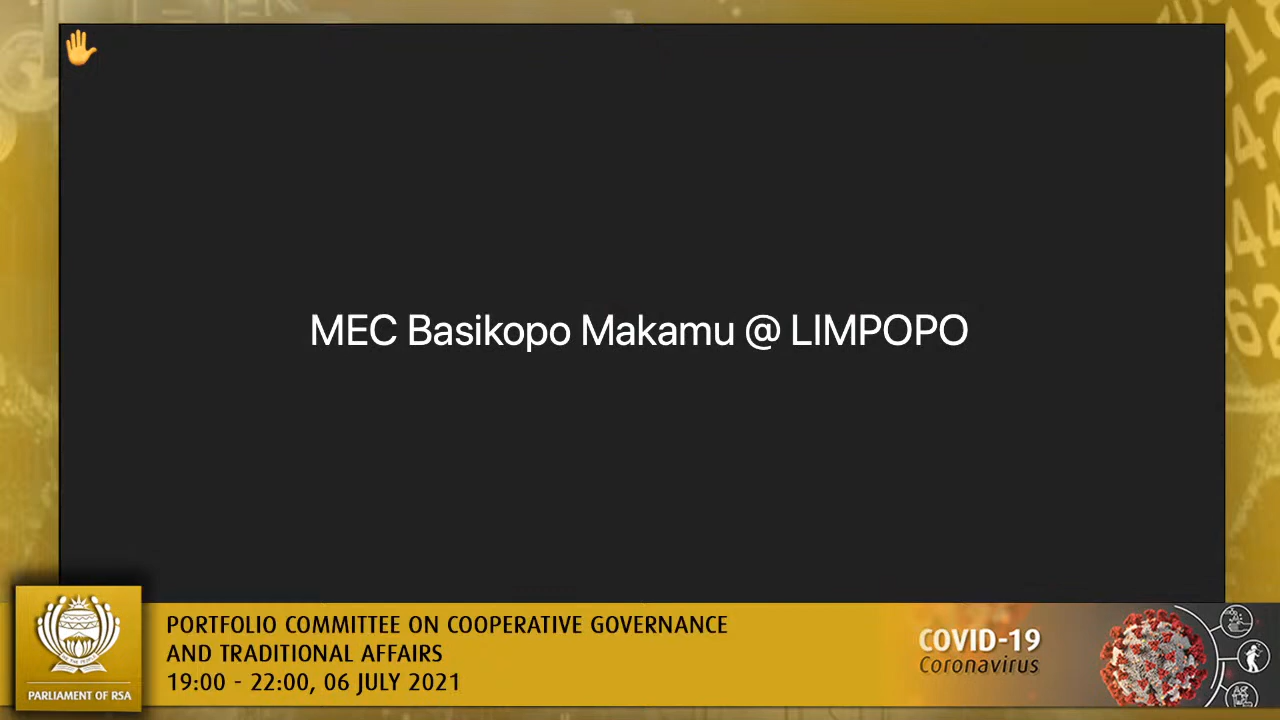 MEC Basikopo Makamu @ LIMPOPO
PORTFOLIO COMMITTEE ON COOPERATIVE GOVERNANCE
AND TRADITIONAL AFFAIRS
19:00 - 22:00, 06 JULY 2021
PARLIAMENT OF RSA
COVID-19
Coronavirus